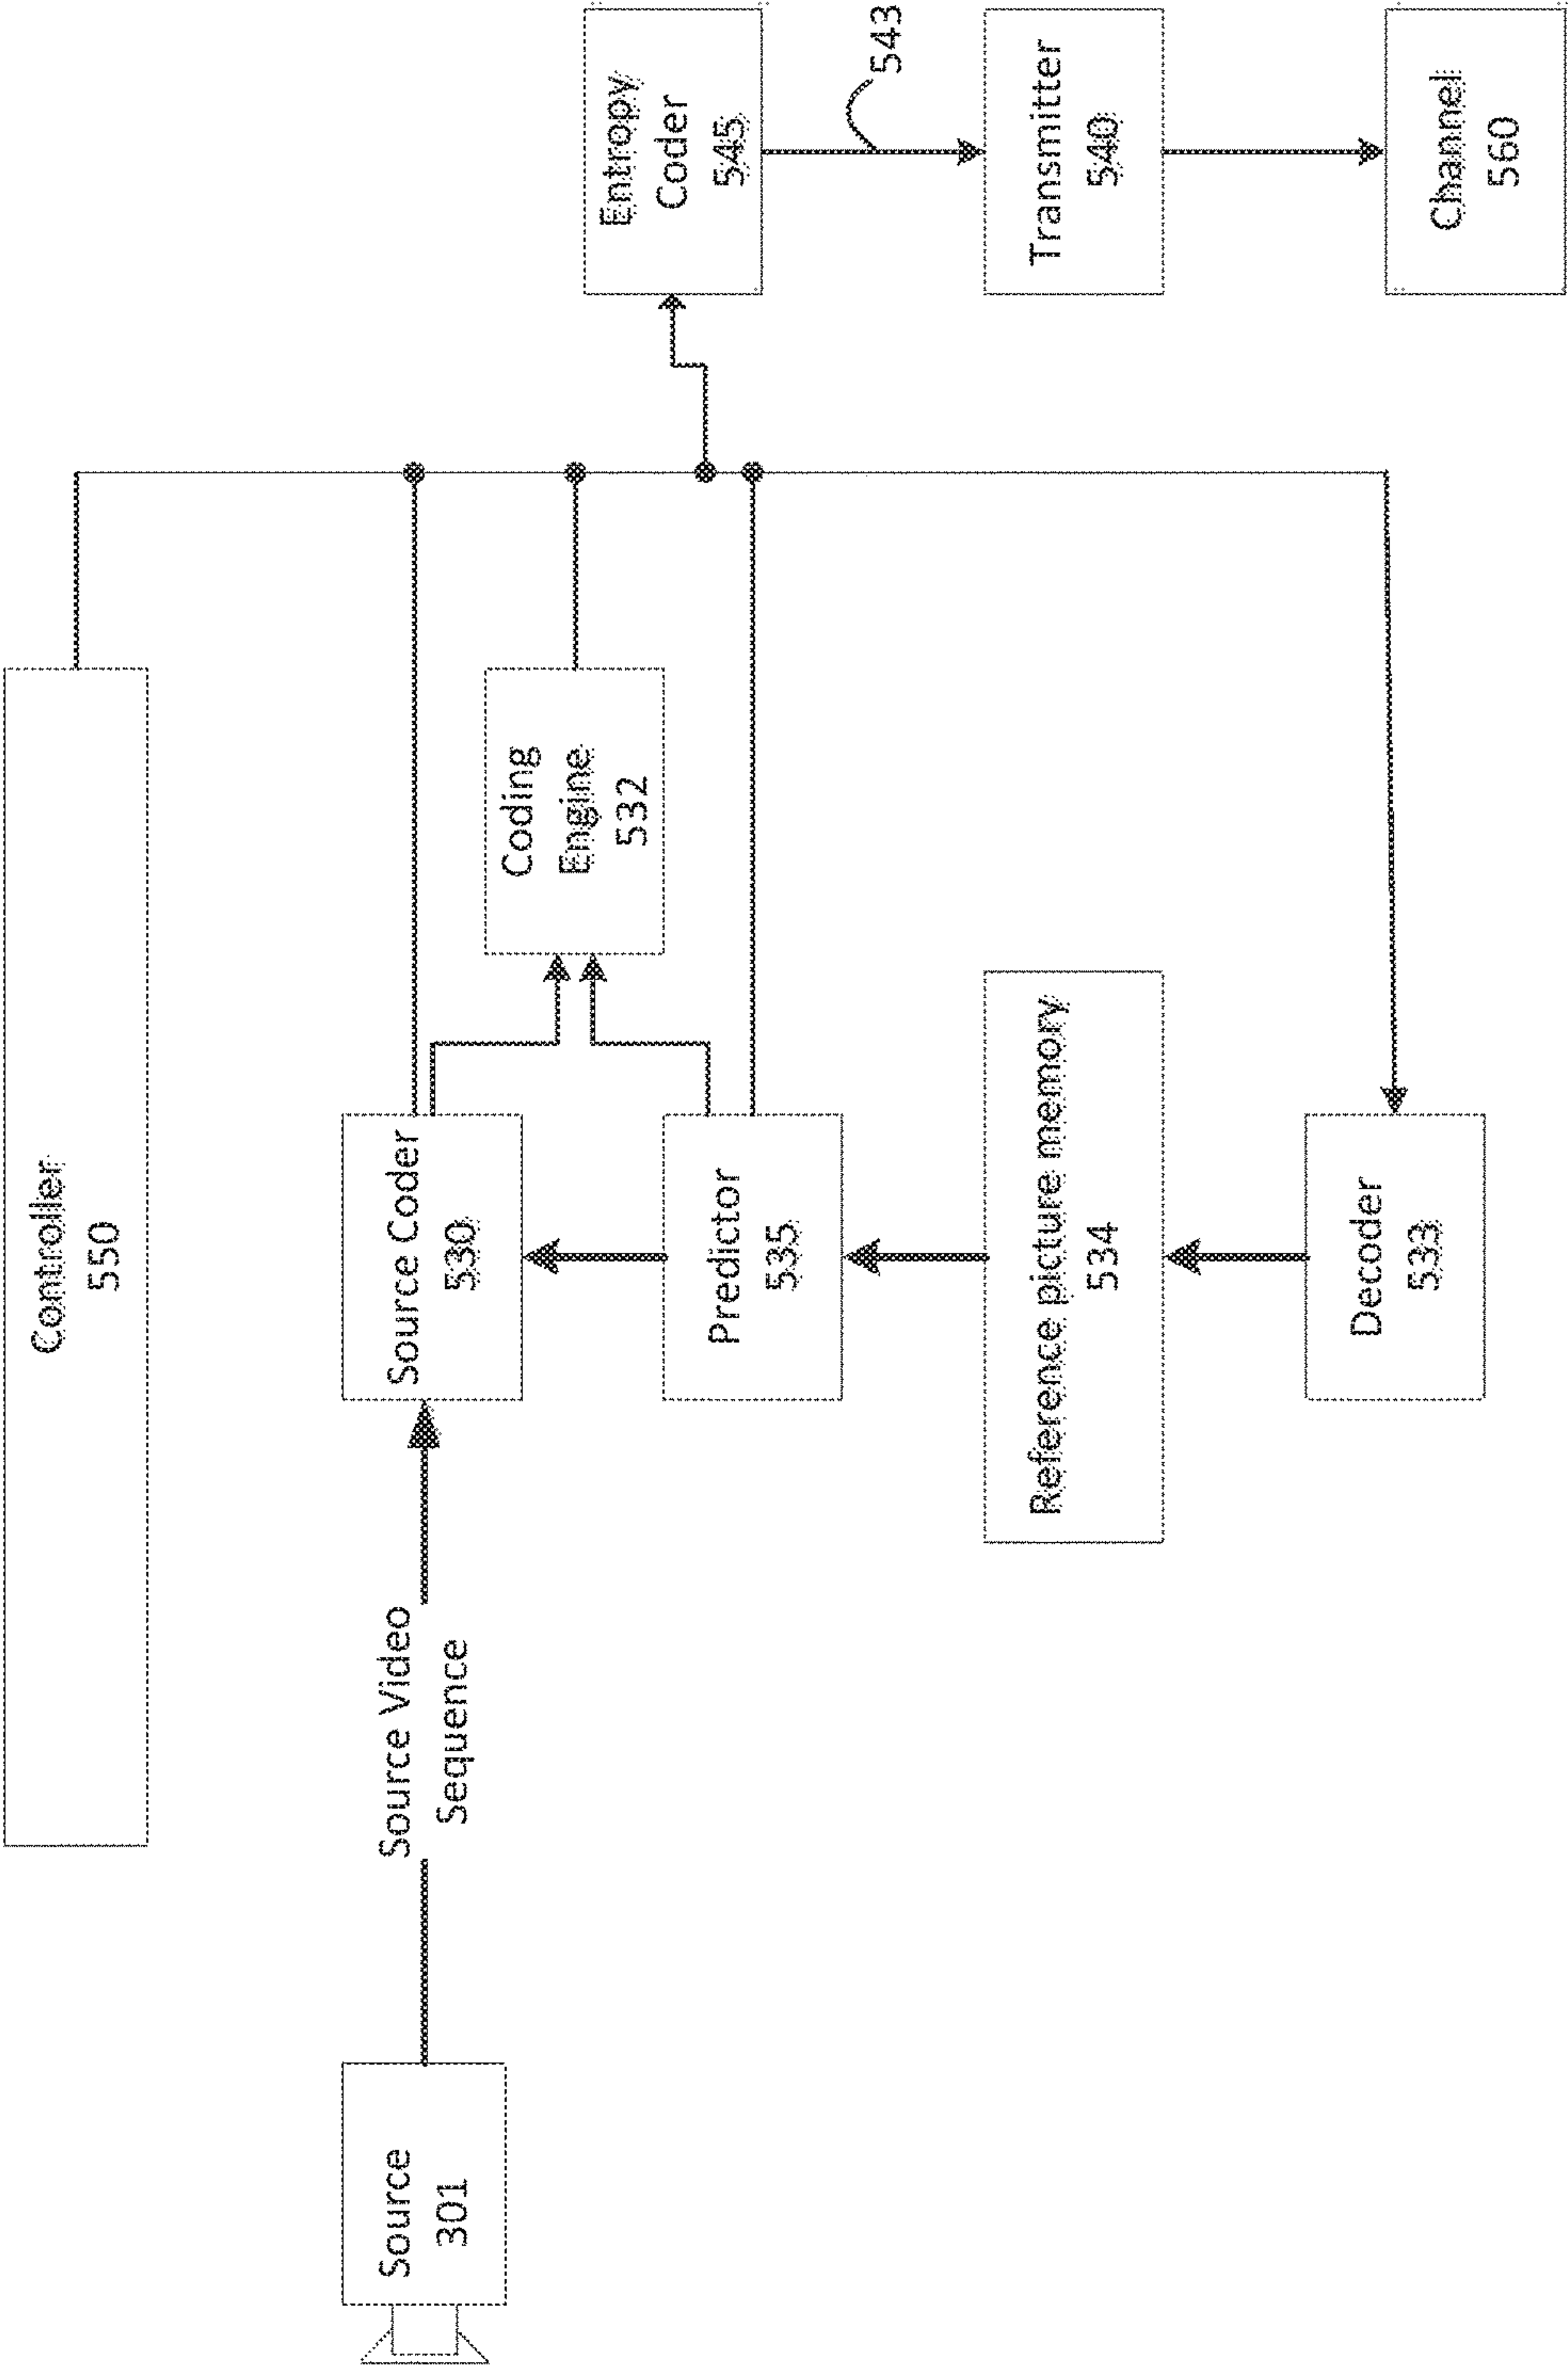 Controller
550
Source
301
Source Video
Sequence
Source Coder
530
Coding
Engine
532
Predictor
535
Reference picture memory
534
Decoder
533
Entropy
Coder
545
543
Transmitter
540
Channel
560